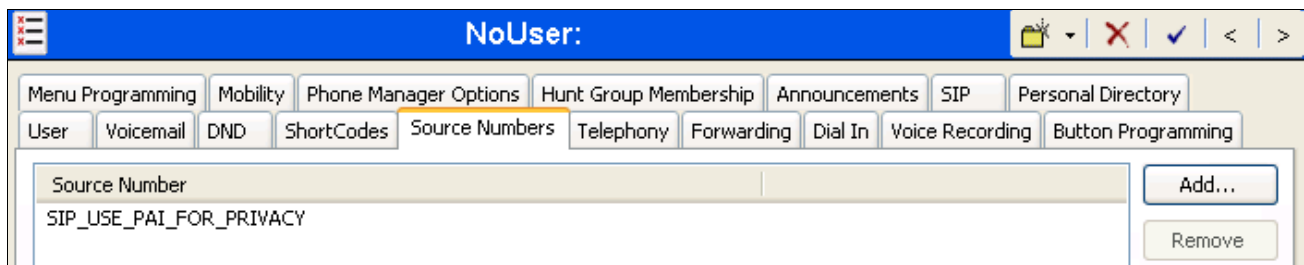 NoUser:
Menu Programming Mobility Phone Manager Options Hunt Group Membership Announcements SIP Personal Directory
User Voicemail DND ShortCodes Source Numbers Telephony Forwarding Dial In Voice Recording Button Programming
Source Number
Add...
SIP_USE_PAI_FOR_PRIVACY
Remove